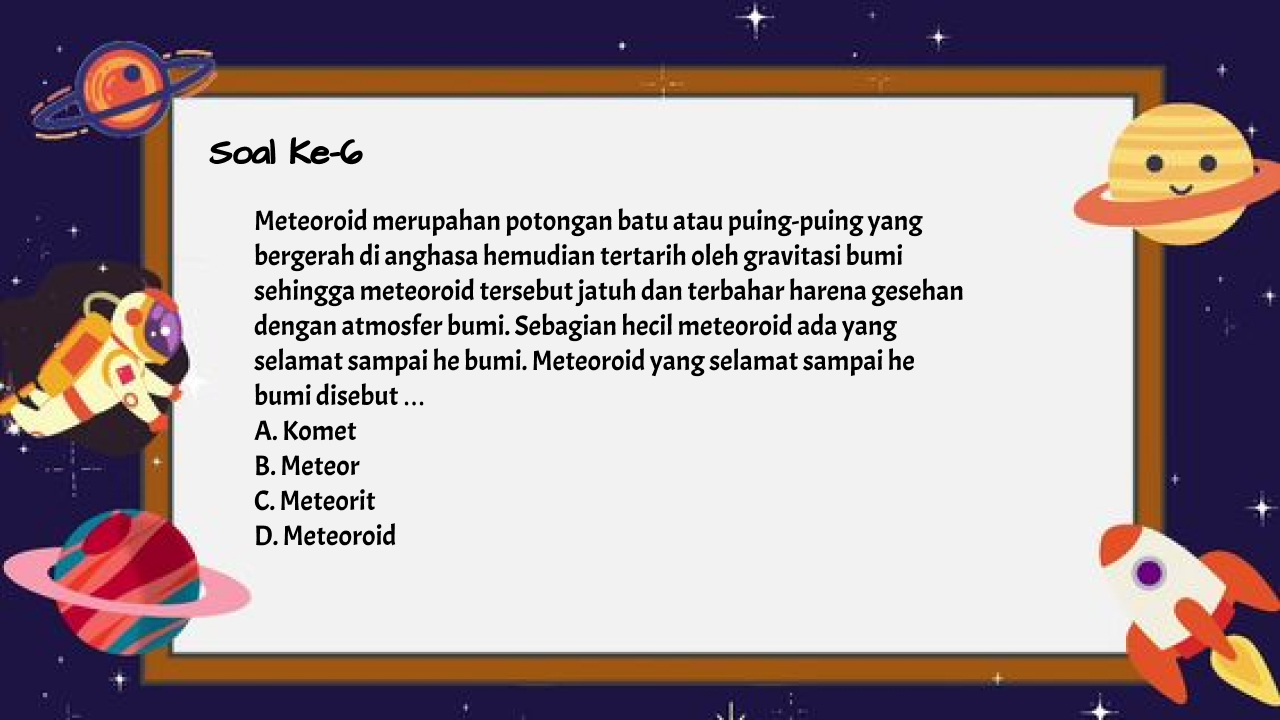 Soal Ke-6
Meteoroid merupahan potongan batu atau puing-puing yang
bergerah di anghasa hemudian tertarih oleh gravitasi bumi
sehingga meteoroid tersebut jatuh dan terbahar harena gesehan
dengan atmosfer bumi. Sebagian hecil meteoroid ada yang
selamat sampai he bumi. Meteoroid yang selamat sampai he
bumi disebut …
A. Komet
B. Meteor
C. Meteorit
D. Meteoroid